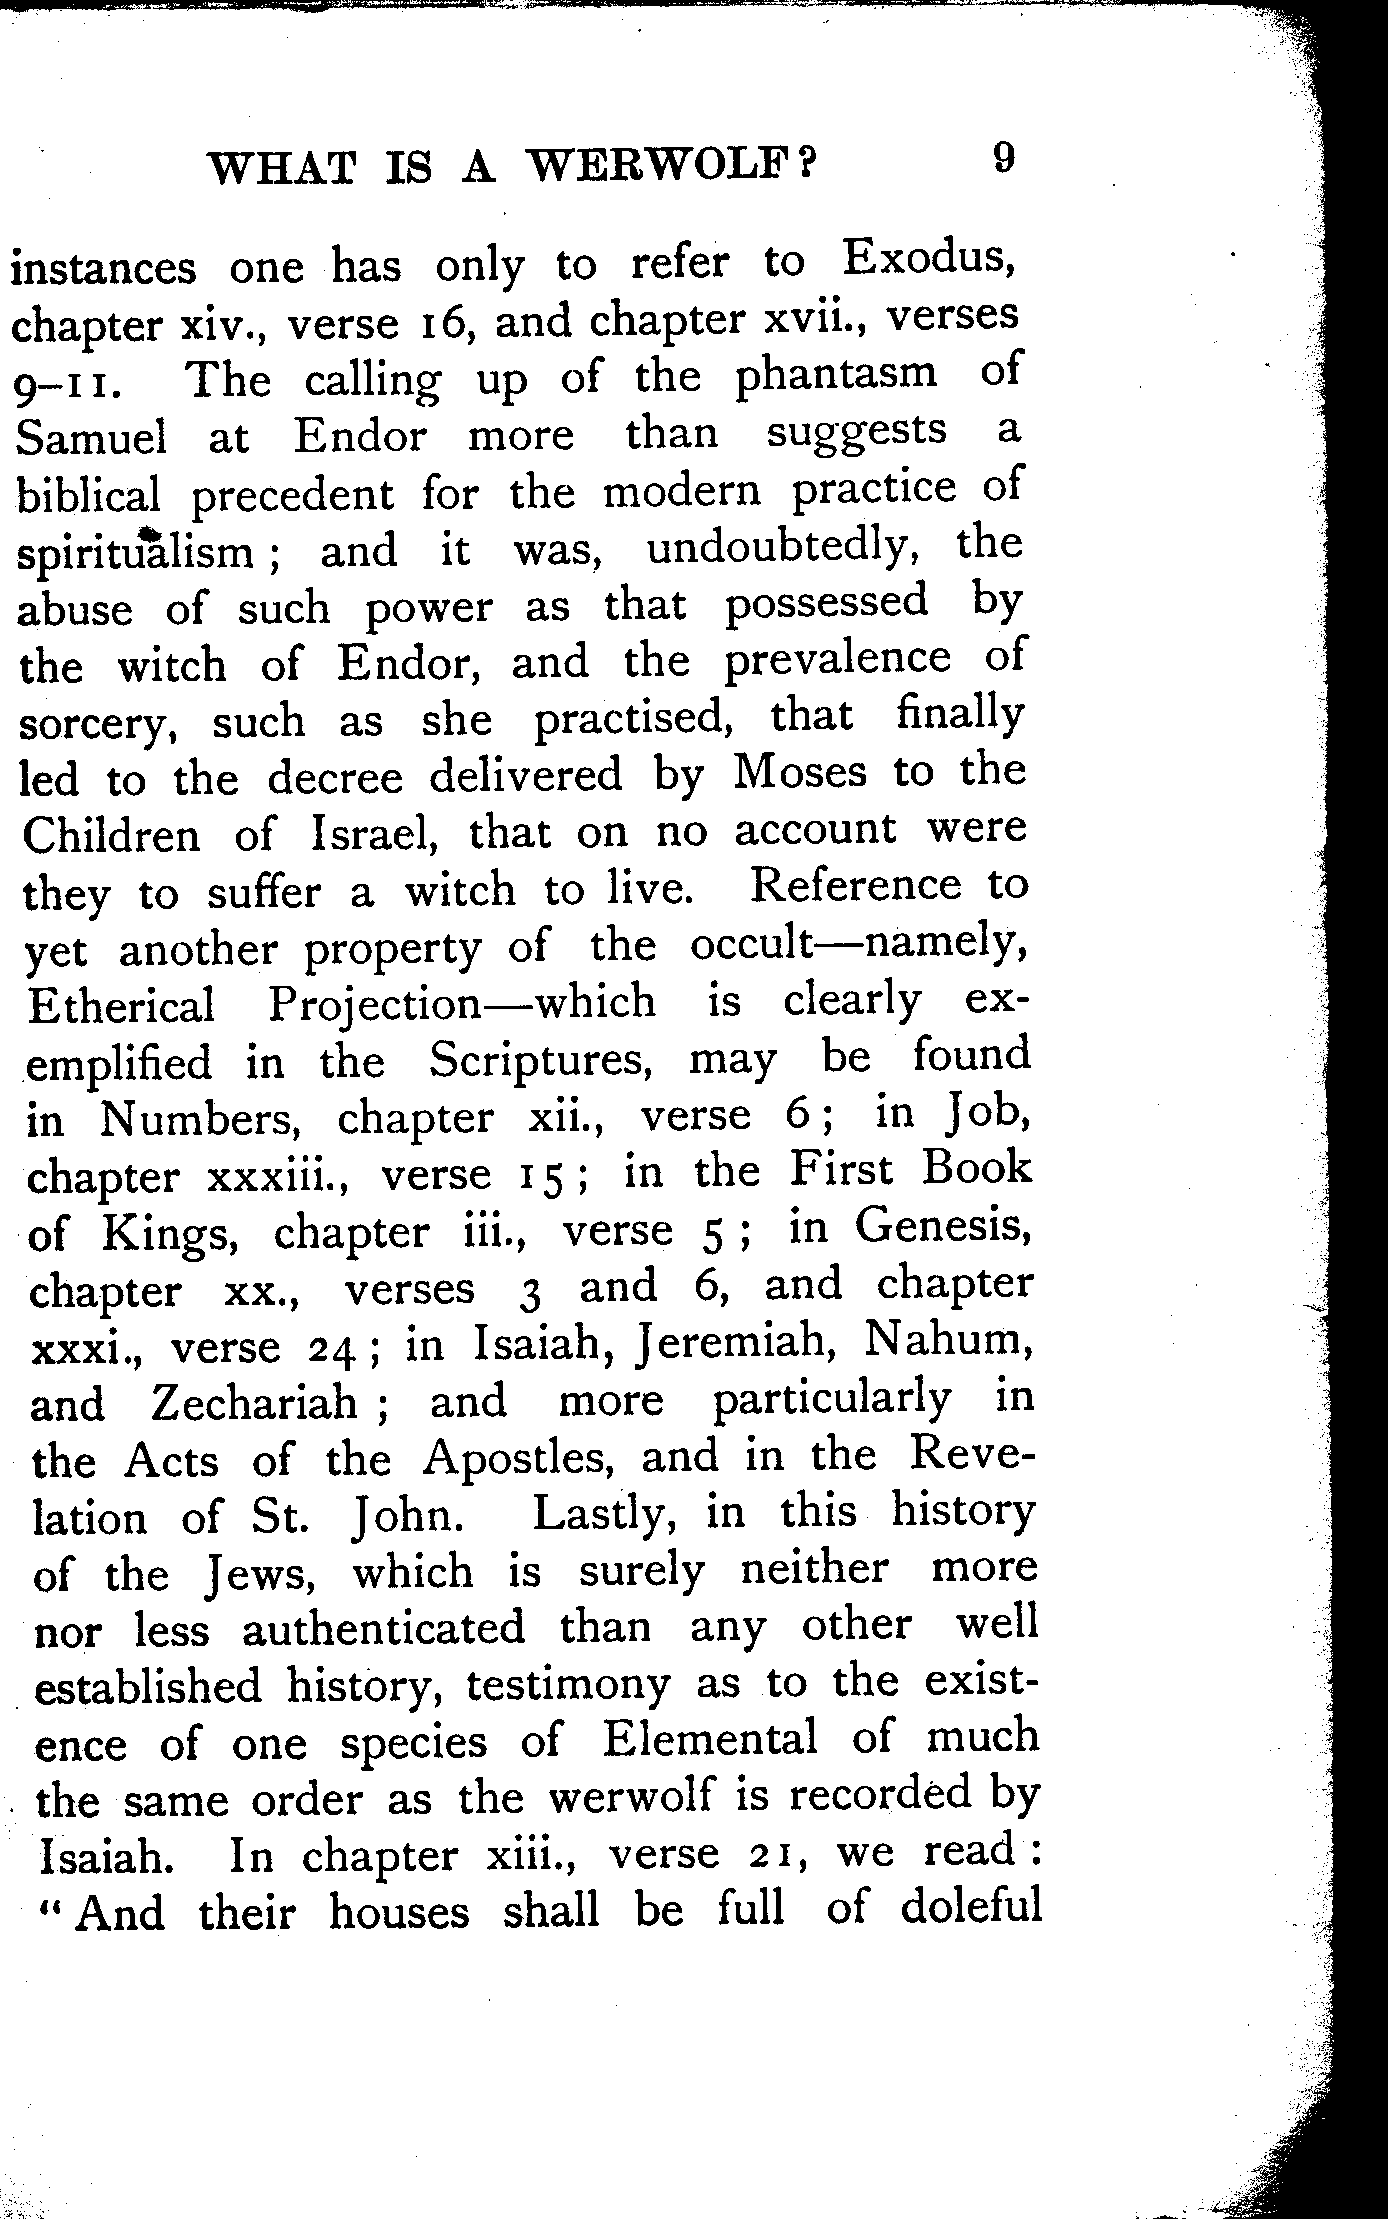 WHAT IS A WERWOLF? 9
instances one has only to refer to Exodus,
chapter xiv., verse 16, and chapter xvii., verses
9–11. The calling up of the phantasm of
Samuel at Endor more than suggests a
biblical precedent for the modern practice of
spiritualism ; and it was, undoubtedly, the
abuse of such power as that possessed by
the witch of Endor, and the prevalence of
sorcery, such as she practised, that finally
led to the decree delivered by Moses to the
Children of Israel, that on no account were
they to suffer a witch to live. Reference to
yet another property of the occult—namely,
Etherical Projection—which is clearly ex-
emplified in the Scriptures, may be found
in Numbers, chapter xii., verse 6 ; in Job,
chapter xxxiii., verse 15 ; in the First Book
of Kings, chapter iii., verse 5 ; in Genesis,
chapter xx., verses 3 and 6, and chapter
xxxi., verse 24 ; in Isaiah, Jeremiah, Nahum,
and Zechariah ; and more particularly in
the Acts of the Apostles, and in the Reve-
lation of St. John. Lastly, in this history
of the Jews, which is surely neither more
nor less authenticated than any other well
established history, testimony as to the exist-
ence of one species of Elemental of much
the same order as the werwolf is recorded by
Isaiah. In chapter xiii., verse 21, we read :
“ And their houses shall be full of doleful